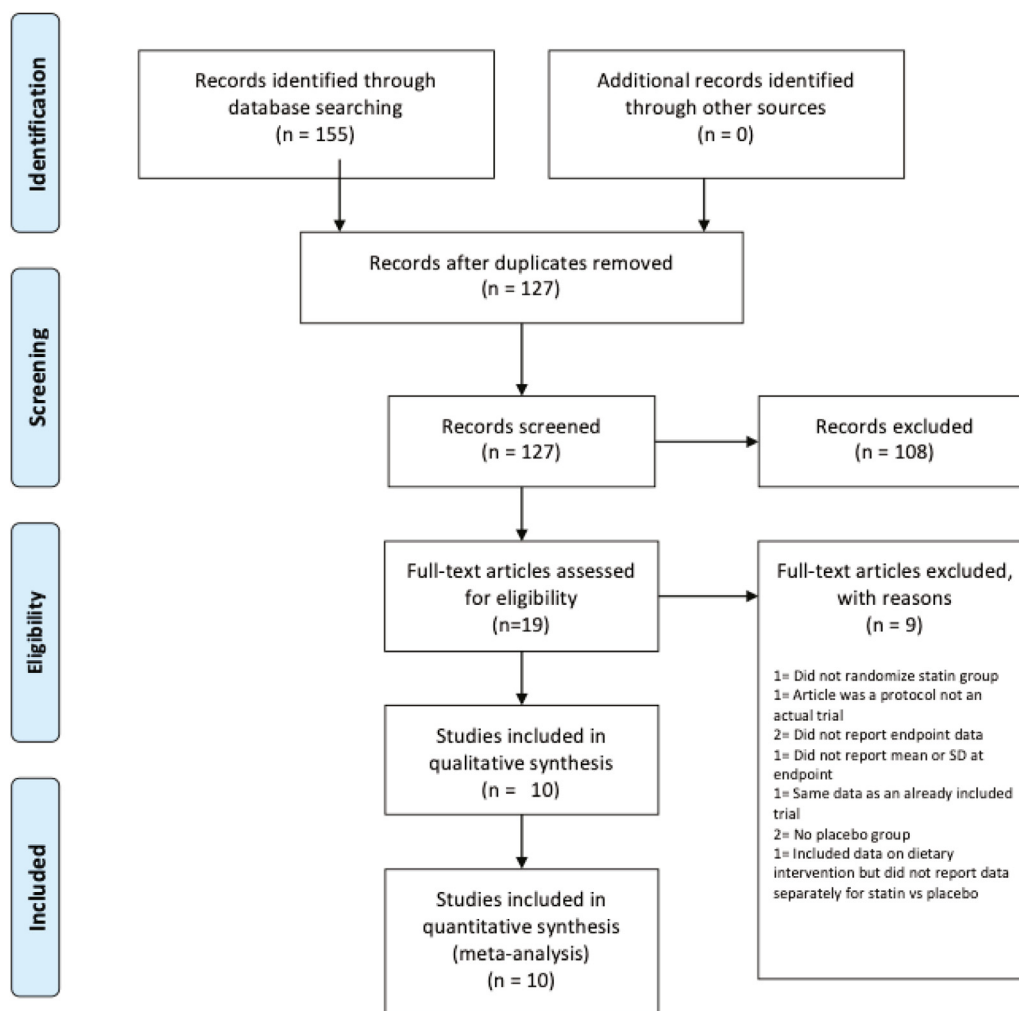 Identification
Records identified through
database searching
(n = 155)
Additional records identified
through other sources
(n = 0)
Records after duplicates removed
(n = 127)
Screening
Records screened
(n = 127)
Records excluded
(n = 108)
Eligibility
Full-text articles assessed
for eligibility
(n=19)
Full-text articles excluded,
with reasons
(n = 9)
1= Did not randomize statin group
1= Article was a protocol not an
actual trial
2= Did not report endpoint data
1= Did not report mean or SD at
endpoint
1= Same data as an already included
trial
2= No placebo group
1= Included data on dietary
intervention but did not report data
separately for statin vs placebo
Studies included in
qualitative synthesis
(n = 10)
Included
Studies included in
quantitative synthesis
(meta-analysis)
(n = 10)